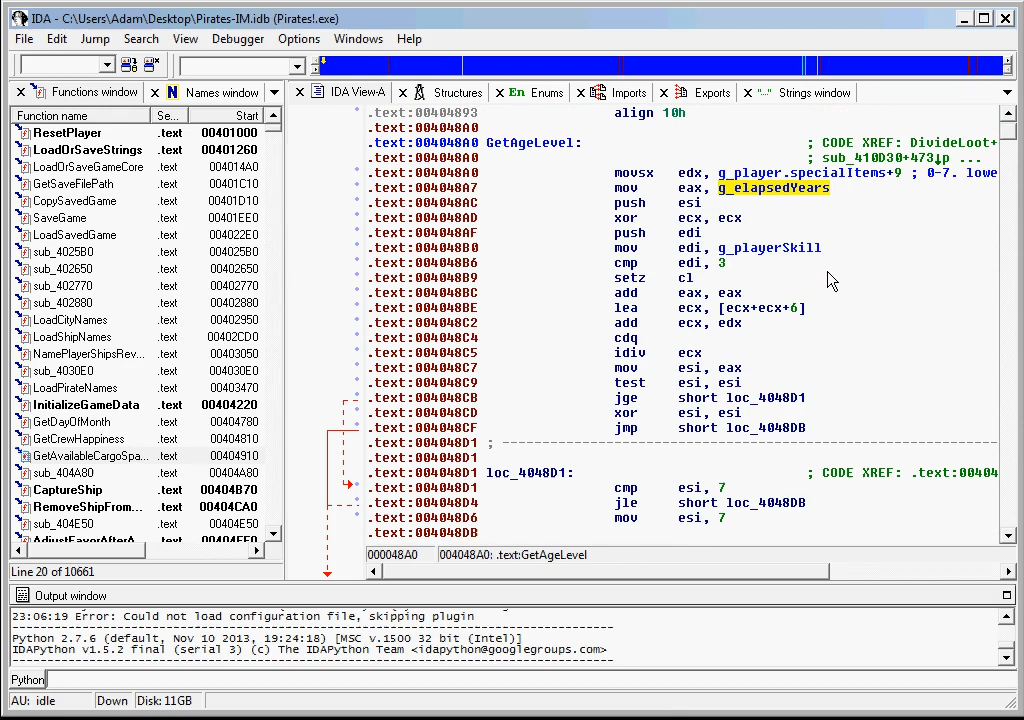 IDA - C:\Users\Adam\Desktop\Pirates-IM.idb (Pirates!.exe)
File Edit Jump Search View Debugger Options Windows Help
Functions window Names window IDA View-A Structures En Enums Imports Exports "..." Strings window
Function name Se... Start
ResetPlayer .text 00401000
LoadOrSaveStrings .text 00401260
LoadOrSaveGameCore .text 004014A0
GetSaveFilePath .text 00401C10
CopySavedGame .text 00401D10
SaveGame .text 00401EE0
LoadSavedGame .text 004022E0
sub_4025B0 .text 004025B0
sub_402650 .text 00402650
sub_402770 .text 00402770
sub_402880 .text 00402880
LoadCityNames .text 00402950
LoadShipNames .text 00402CD0
NamePlayerShipsRev... .text 00403050
sub_4030E0 .text 004030E0
LoadPirateNames .text 00403470
InitializeGameData .text 00404220
GetDayOfMonth .text 00404780
GetCrewHappiness .text 00404810
GetAvailableCargoSpa... .text 00404910
sub_404A80 .text 00404A80
CaptureShip .text 00404B70
RemoveShipFrom... .text 00404CA0
sub_404E50 .text 00404E50
AdjustFavorAfterA .text 00404EE0
Line 20 of 10661
.text:00404893 align 10h
.text:004048A0
.text:004048A0 GetAgeLevel: ; CODE XREF: DivideLoot+
.text:004048A0 ; sub_410D30+473↓p ...
.text:004048A0 movsx edx, g_player.specialItems+9 ; 0-7. lowe
.text:004048A7 mov eax, g_elapsedYears
.text:004048AC push esi
.text:004048AD xor ecx, ecx
.text:004048AF push edi
.text:004048B0 mov edi, g_playerSkill
.text:004048B6 cmp edi, 3
.text:004048B9 setz cl
.text:004048BC add eax, eax
.text:004048BE lea ecx, [ecx+ecx+6]
.text:004048C2 add ecx, edx
.text:004048C4 cdq
.text:004048C5 idiv ecx
.text:004048C7 mov esi, eax
.text:004048C9 test esi, esi
.text:004048CB jge short loc_4048D1
.text:004048CD xor esi, esi
.text:004048CF jmp short loc_4048DB
.text:004048D1 ; ---------------------------------------------------------------------------
.text:004048D1
.text:004048D1 loc_4048D1: ; CODE XREF: .text:00404
.text:004048D1 cmp esi, 7
.text:004048D4 jle short loc_4048DB
.text:004048D6 mov esi, 7
.text:004048DB
000048A0 004048A0: .text:GetAgeLevel
Output window
23:06:19 Error: Could not load configuration file, skipping plugin
---------------------------------------------------------------------------
Python 2.7.6 (default, Nov 10 2013, 19:24:18) [MSC v.1500 32 bit (Intel)]
IDAPython v1.5.2 final (serial 3) (c) The IDAPython Team <idapython@googlegroups.com>
---------------------------------------------------------------------------
Python
AU: idle Down Disk: 11GB